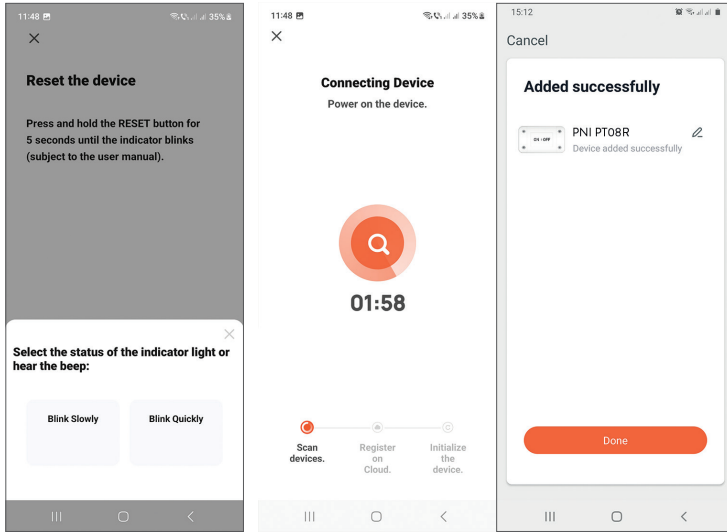 11:48
35%
Reset the device
Press and hold the RESET button for
5 seconds until the indicator blinks
(subject to the user manual).
Select the status of the indicator light or
hear the beep:
Blink Slowly
Blink Quickly
11:48
35%
Connecting Device
Power on the device.
01:58
Scan
devices.
Register
on
Cloud.
Initialize
the
device.
15:12
Cancel
Added successfully
ON / OFF
PNI PT08R
Device added successfully
Done